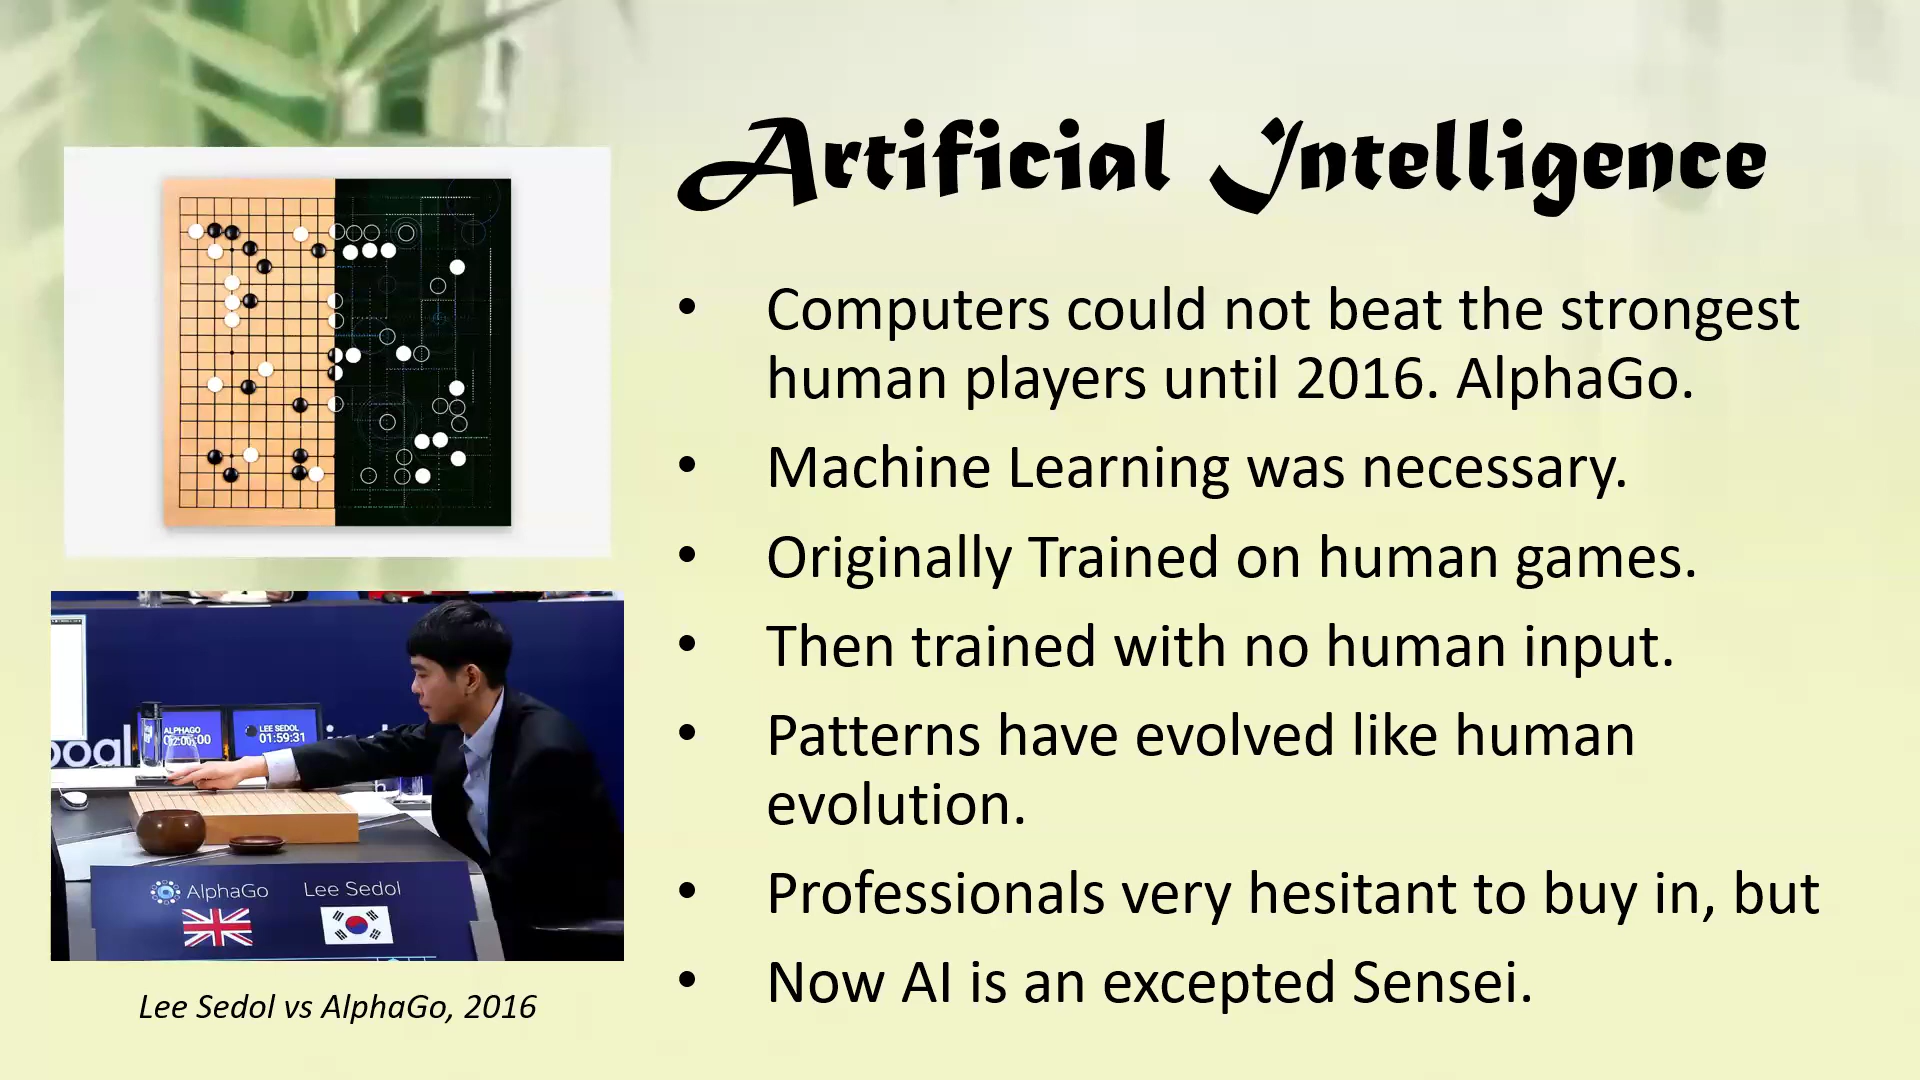 Artificial Intelligence
• Computers could not beat the strongest
human players until 2016. AlphaGo.
• Machine Learning was necessary.
• Originally Trained on human games.
• Then trained with no human input.
• Patterns have evolved like human
evolution.
• Professionals very hesitant to buy in, but
• Now AI is an excepted Sensei.
ALPHAGO
LEE SEDOL
01:59:31
AlphaGo
Lee Sedol
Lee Sedol vs AlphaGo, 2016